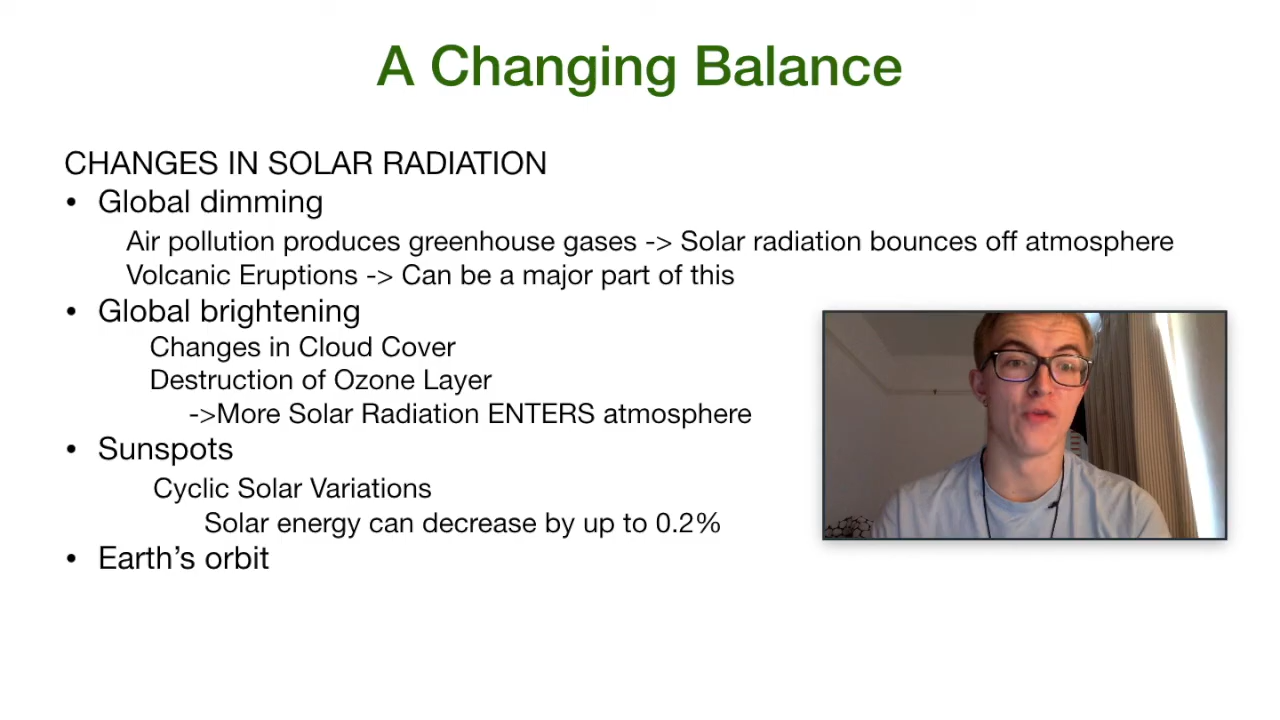 A Changing Balance
CHANGES IN SOLAR RADIATION
• Global dimming
Air pollution produces greenhouse gases -> Solar radiation bounces off atmosphere
Volcanic Eruptions -> Can be a major part of this
• Global brightening
Changes in Cloud Cover
Destruction of Ozone Layer
->More Solar Radiation ENTERS atmosphere
• Sunspots
Cyclic Solar Variations
Solar energy can decrease by up to 0.2%
• Earth’s orbit